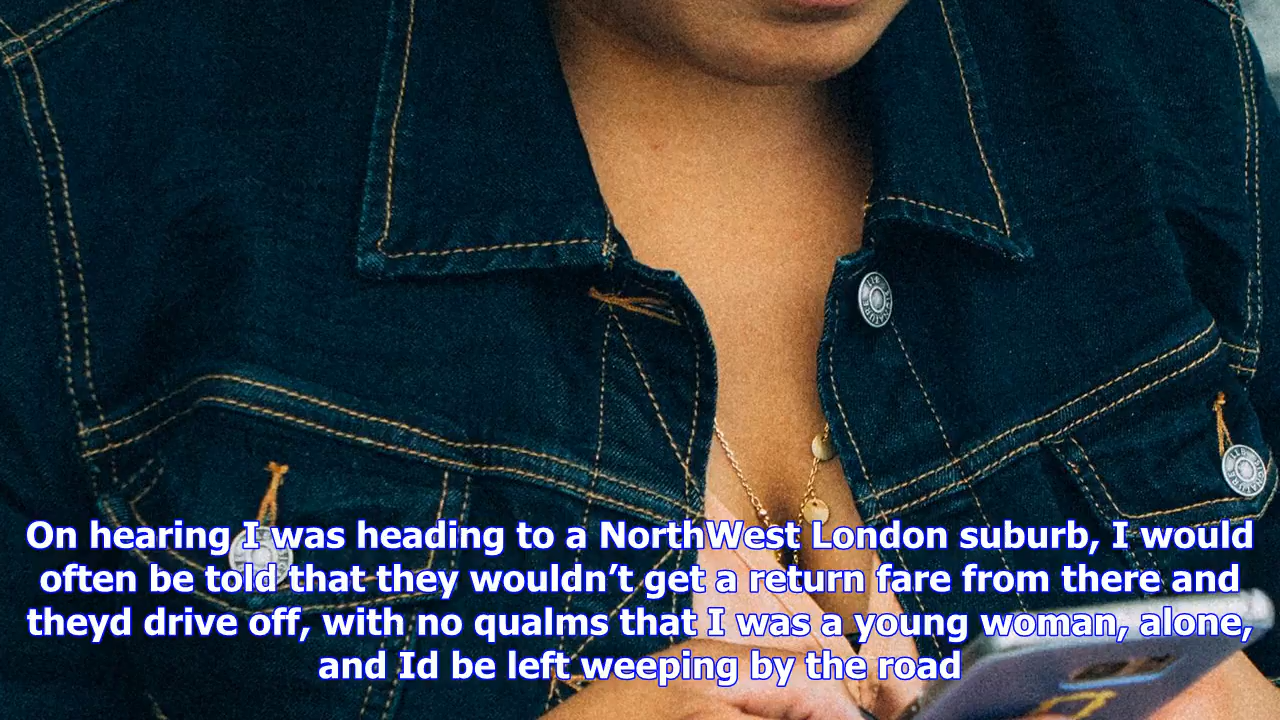 On hearing I was heading to a NorthWest London suburb, I would
often be told that they wouldn’t get a return fare from there and
theyd drive off, with no qualms that I was a young woman, alone,
and Id be left weeping by the road